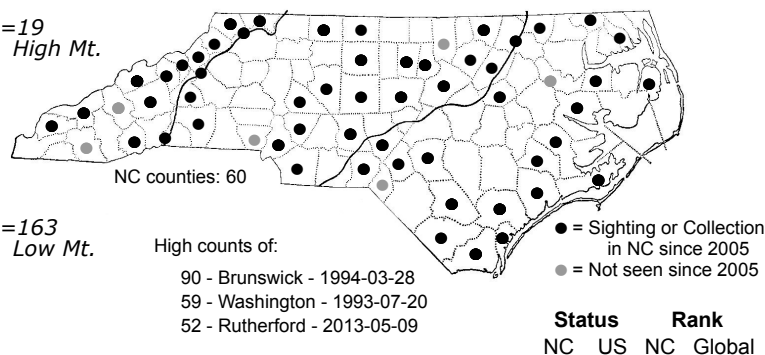 =19
High Mt.
NC counties: 60
=163
Low Mt.
High counts of:
90 - Brunswick - 1994-03-28
59 - Washington - 1993-07-20
52 - Rutherford - 2013-05-09
● = Sighting or Collection
in NC since 2005
● = Not seen since 2005
Status Rank
NC US NC Global